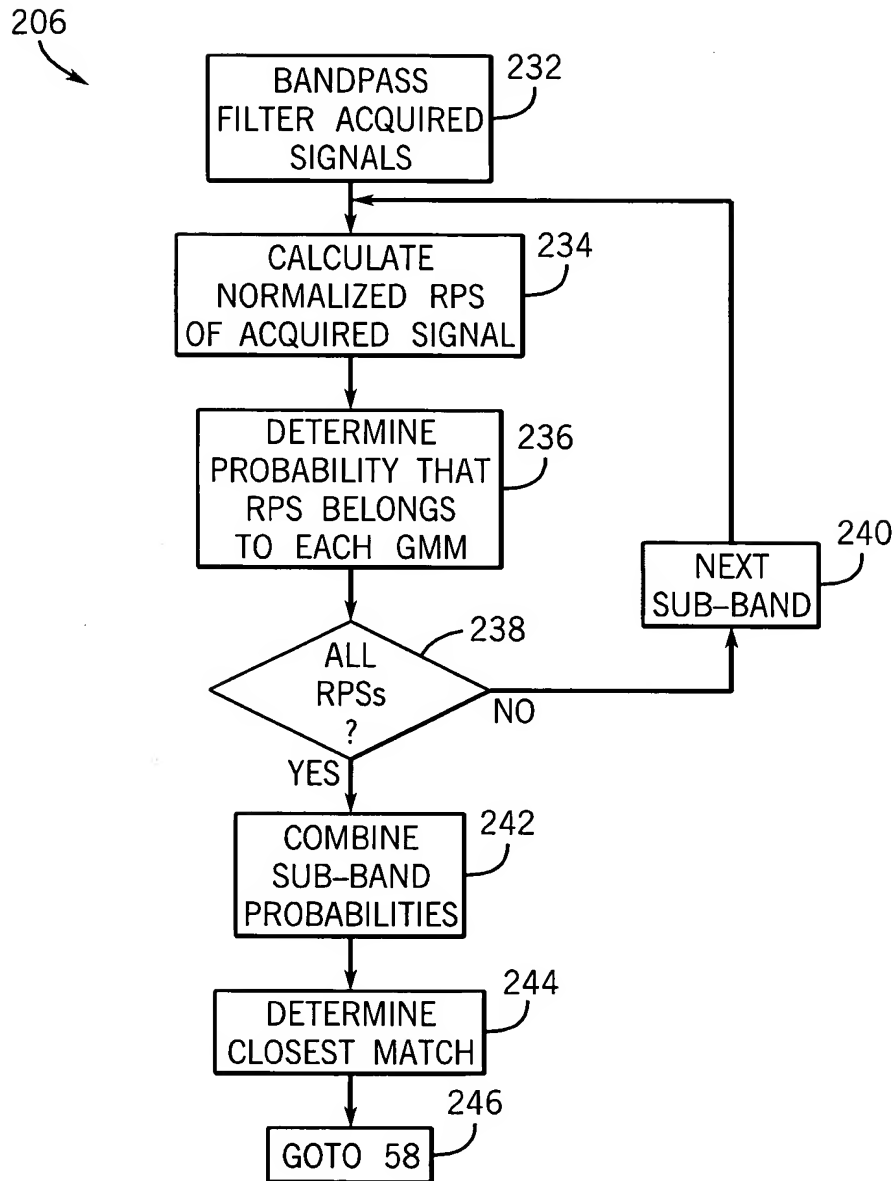 206
BANDPASS
FILTER ACQUIRED
SIGNALS
232
CALCULATE
NORMALIZED RPS
OF ACQUIRED SIGNAL
234
DETERMINE
PROBABILITY THAT
RPS BELONGS
TO EACH GMM
236
NEXT
SUB-BAND
240
ALL
RPSs
?
238
NO
YES
COMBINE
SUB-BAND
PROBABILITIES
242
DETERMINE
CLOSEST MATCH
244
GOTO 58
246